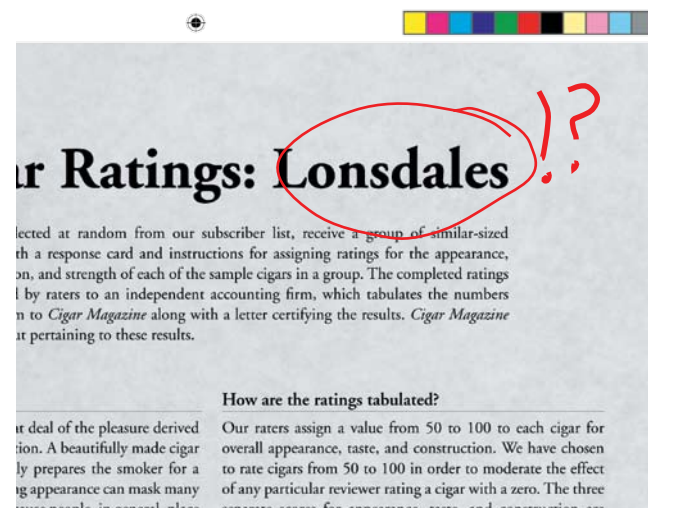 ar Ratings: Lonsdales
!?
lected at random from our subscriber list, receive a group of similar-sized
th a response card and instructions for assigning ratings for the appearance,
on, and strength of each of the sample cigars in a group. The completed ratings
by raters to an independent accounting firm, which tabulates the numbers
n to Cigar Magazine along with a letter certifying the results. Cigar Magazine
ut pertaining to these results.
at deal of the pleasure derived
tion. A beautifully made cigar
ly prepares the smoker for a
ng appearance can mask many
How are the ratings tabulated?
Our raters assign a value from 50 to 100 to each cigar for
overall appearance, taste, and construction. We have chosen
to rate cigars from 50 to 100 in order to moderate the effect
of any particular reviewer rating a cigar with a zero. The three